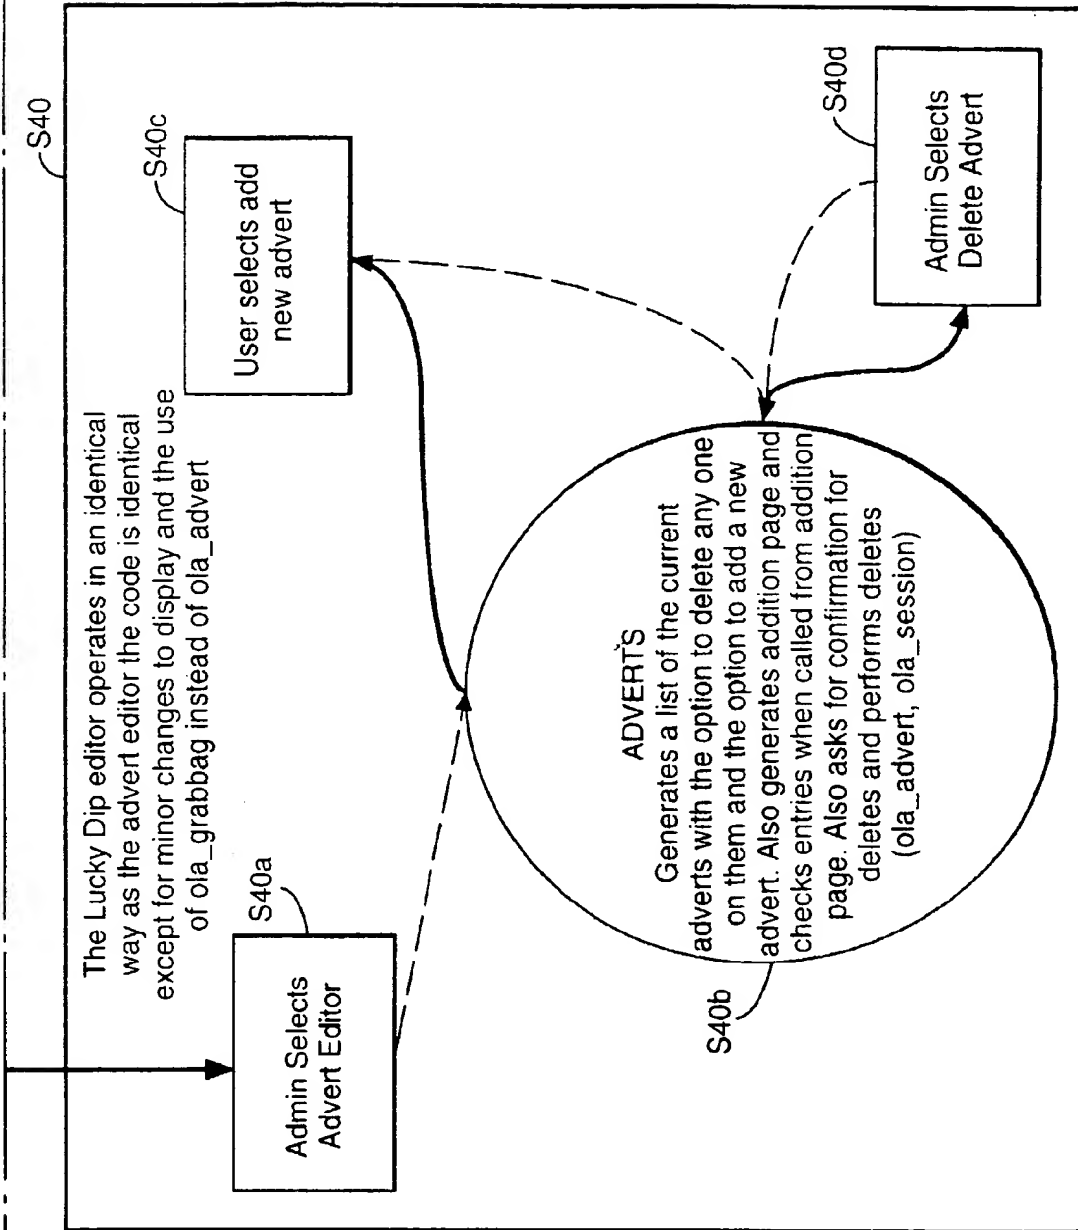 S40
The Lucky Dip editor operates in an identical
way as the advert editor the code is identical
except for minor changes to display and the use
of ola_grabbag instead of ola_advert
S40a
Admin Selects
Advert Editor
S40c
User selects add
new advert
S40b
ADVERTS
Generates a list of the current
adverts with the option to delete any one
on them and the option to add a new
advert. Also generates addition page and
checks entries when called from addition
page. Also asks for confirmation for
deletes and performs deletes
(ola_advert, ola_session)
S40d
Admin Selects
Delete Advert